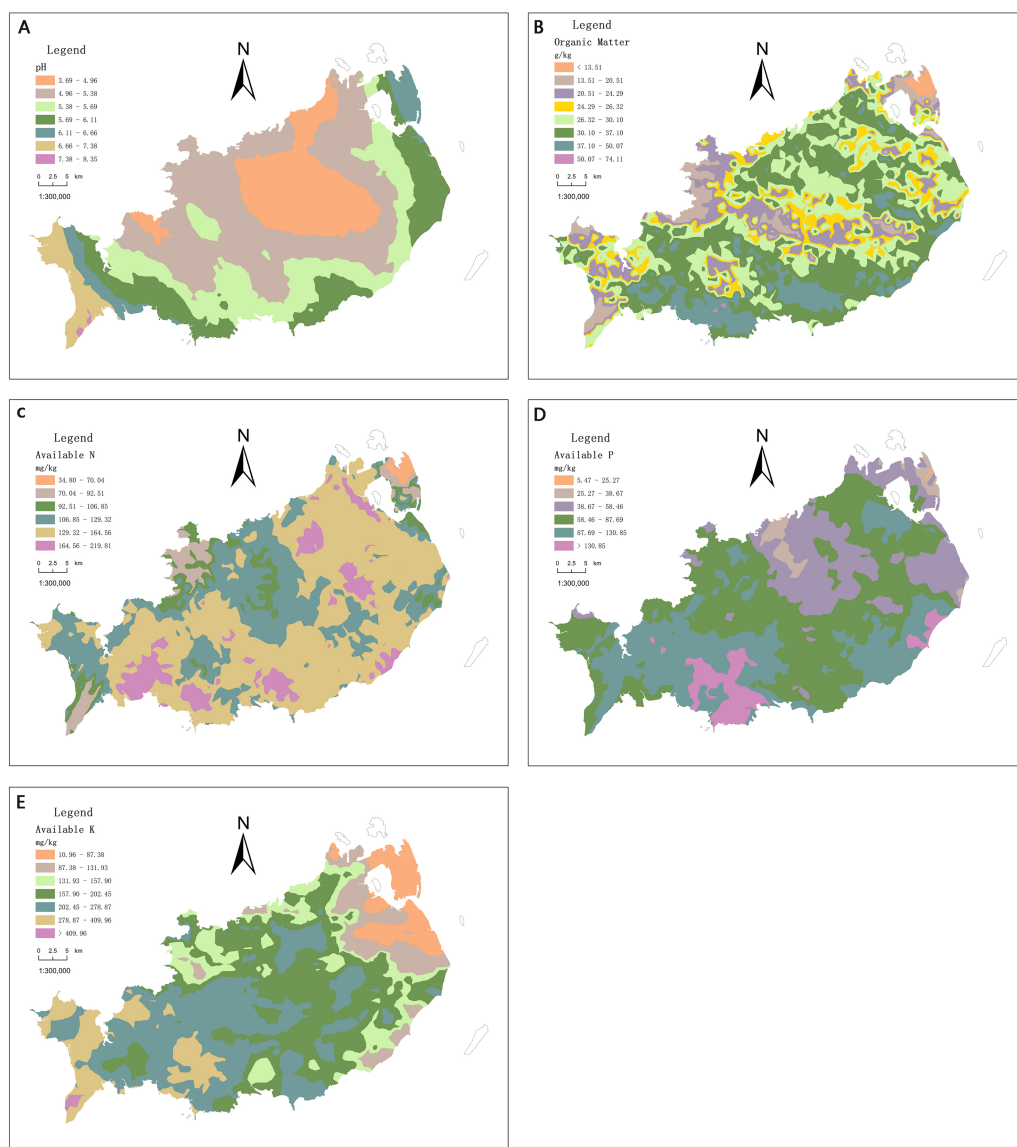 A
Legend
pH
3.69 - 4.96
4.96 - 5.38
5.38 - 5.69
5.69 - 6.11
6.11 - 6.66
6.66 - 7.38
7.38 - 8.35
0 2.5 5 km
1:300,000
N
B
Legend
Organic Matter
g/kg
< 13.51
13.51 - 20.51
20.51 - 24.29
24.29 - 26.32
26.32 - 30.10
30.10 - 37.10
37.10 - 50.07
50.07 - 74.11
0 2.5 5 km
1:300,000
N
C
Legend
Available N
mg/kg
34.80 - 70.04
70.04 - 92.51
92.51 - 106.85
106.85 - 129.32
129.32 - 164.56
164.56 - 219.81
0 2.5 5 km
1:300,000
N
D
Legend
Available P
mg/kg
5.47 - 25.27
25.27 - 38.67
38.67 - 58.46
58.46 - 87.69
87.69 - 130.85
> 130.85
0 2.5 5 km
1:300,000
N
E
Legend
Available K
mg/kg
10.96 - 87.38
87.38 - 131.93
131.93 - 157.90
157.90 - 202.45
202.45 - 278.87
278.87 - 409.96
> 409.96
0 2.5 5 km
1:300,000
N